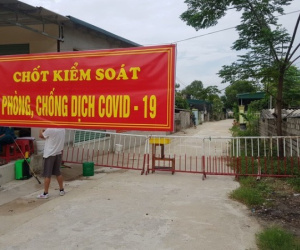 CHỐT KIỂM SOÁT
PHÒNG, CHỐNG DỊCH COVID - 19